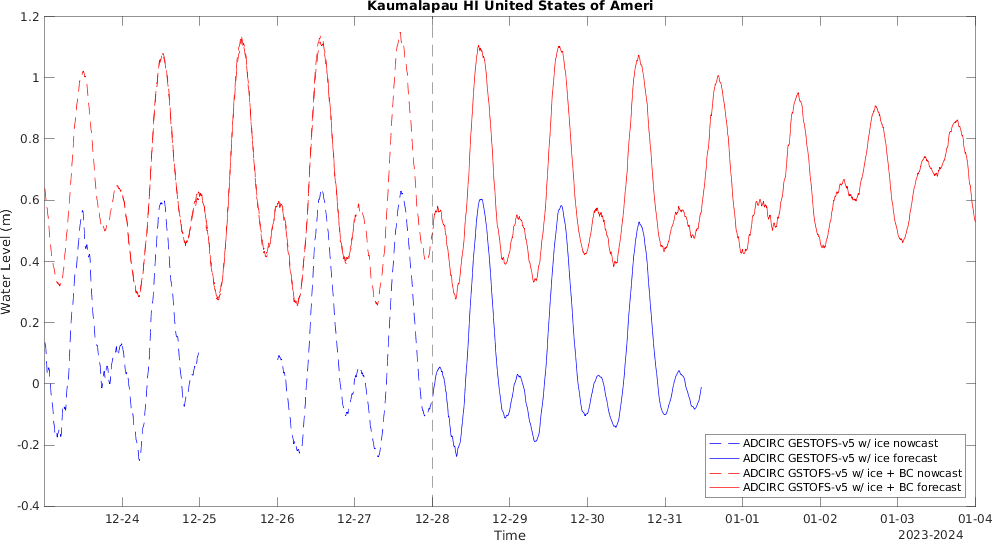 Kaumalapau HI United States of Ameri
1.2
1
0.8
0.6
0.4
0.2
0
-0.2
-0.4
Water Level (m)
12-24 12-25 12-26 12-27 12-28 12-29 12-30 12-31 01-01 01-02 01-03 01-04
Time
2023-2024
ADCIRC GESTOFS-v5 w/ ice nowcast
ADCIRC GESTOFS-v5 w/ ice forecast
ADCIRC GSTOFS-v5 w/ ice + BC nowcast
ADCIRC GSTOFS-v5 w/ ice + BC forecast